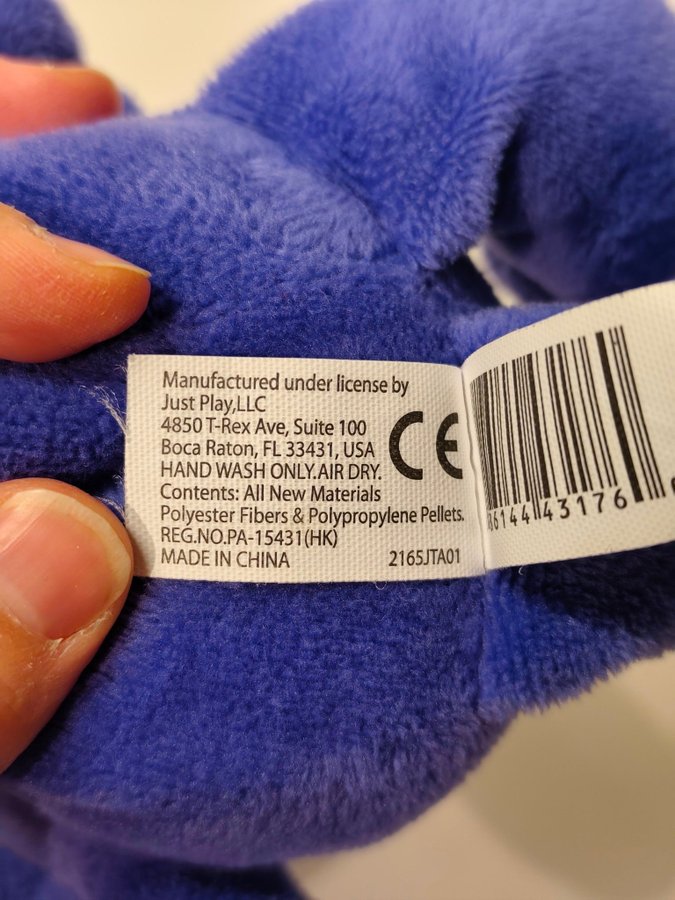 Manufactured under license by
Just Play,LLC
4850 T-Rex Ave, Suite 100
Boca Raton, FL 33431, USA
HAND WASH ONLY.AIR DRY.
Contents: All New Materials
Polyester Fibers & Polypropylene Pellets.
REG.NO.PA-15431(HK)
MADE IN CHINA 2165JTA01
CE
86144 43176